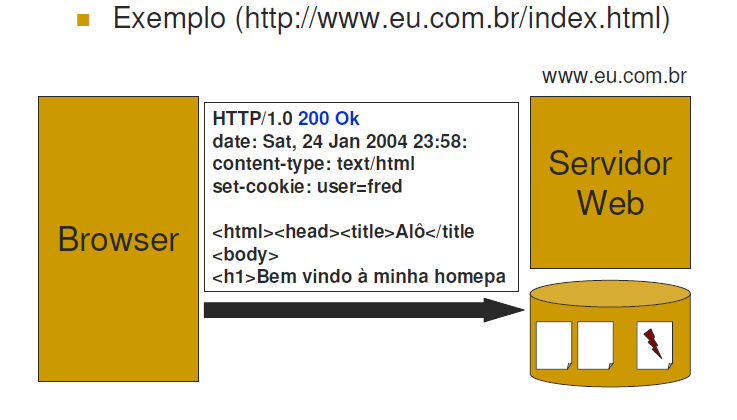 Exemplo (http://www.eu.com.br/index.html)
www.eu.com.br
Browser
HTTP/1.0 200 Ok
date: Sat, 24 Jan 2004 23:58:
content-type: text/html
set-cookie: user=fred
<html><head><title>Alô</title
<body>
<h1>Bem vindo à minha homepa
Servidor
Web